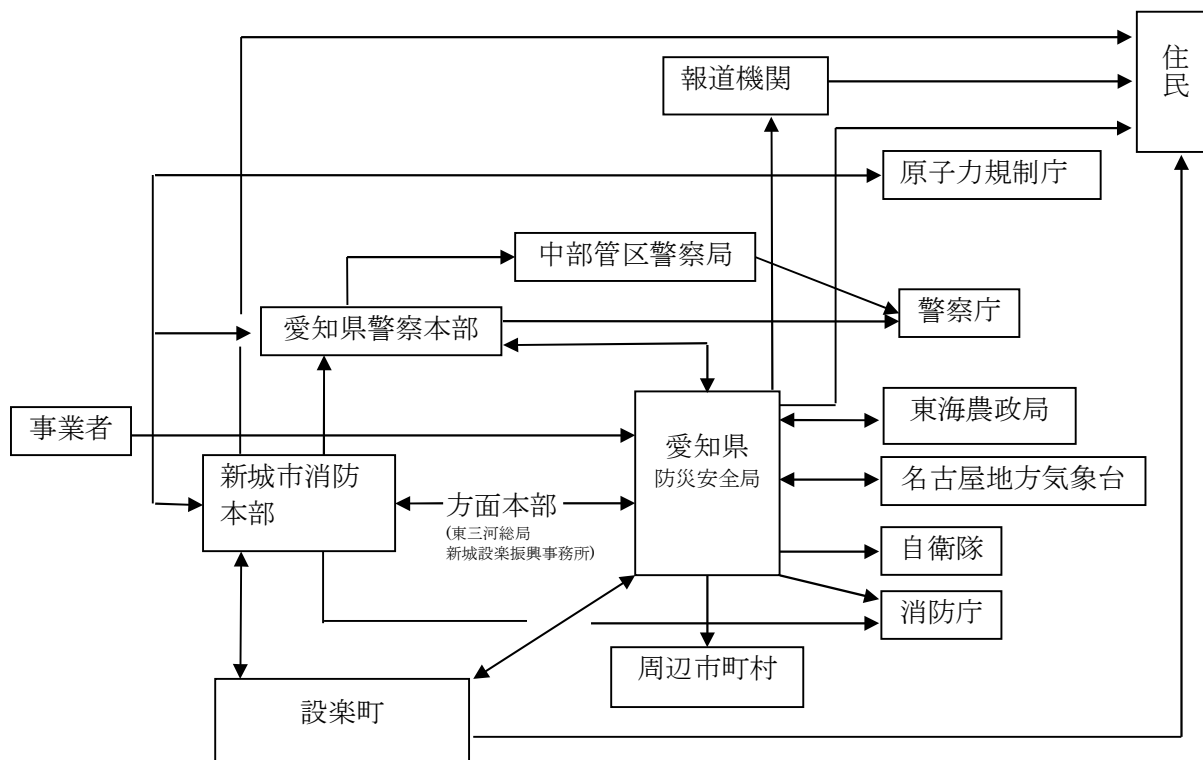 住民
報道機関
原子力規制庁
中部管区警察局
警察庁
愛知県警察本部
東海農政局
事業者
愛知県
防災安全局
新城市消防
本部
名古屋地方気象台
方面本部
(東三河総局
新城設楽振興事務所)
自衛隊
消防庁
周辺市町村
設楽町